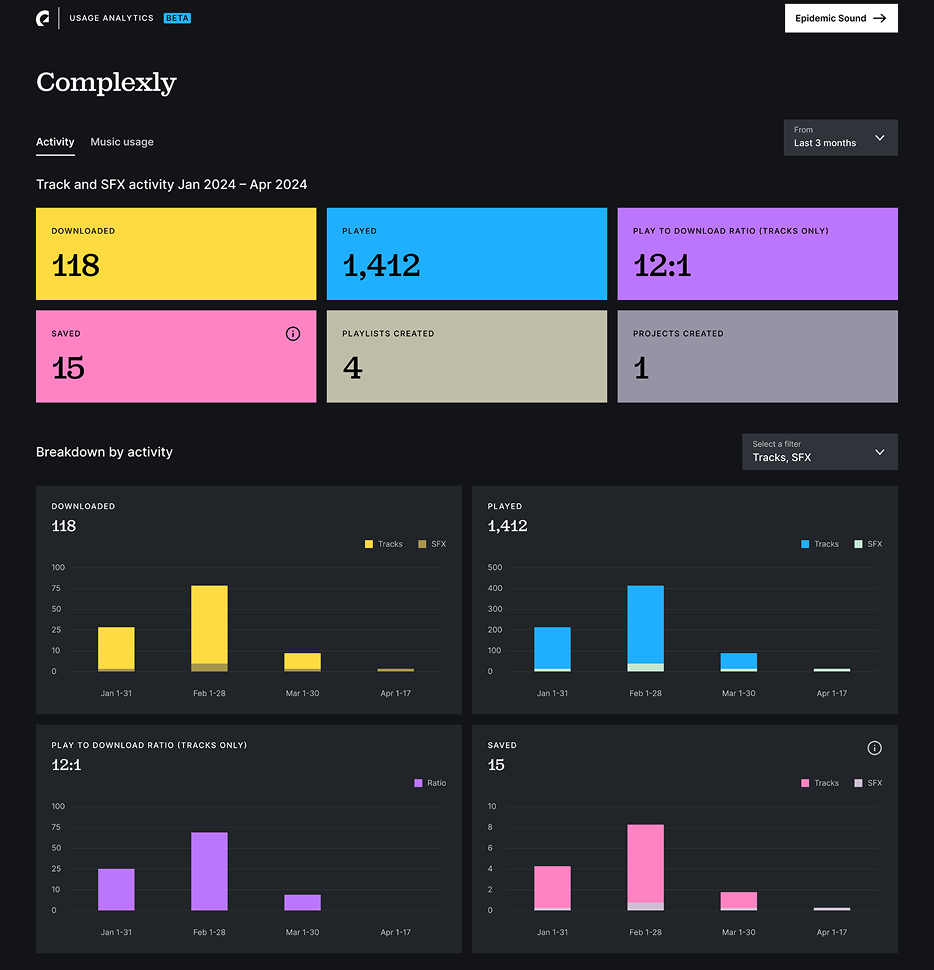 USAGE ANALYTICS BETA
Epidemic Sound →
Complexly
Activity Music usage
From
Last 3 months
Track and SFX activity Jan 2024 – Apr 2024
DOWNLOADED
118
PLAYED
1,412
PLAY TO DOWNLOAD RATIO (TRACKS ONLY)
12:1
SAVED
15
PLAYLISTS CREATED
4
PROJECTS CREATED
1
Breakdown by activity
Select a filter
Tracks, SFX
DOWNLOADED
118
Tracks SFX
100
75
50
25
10
0
Jan 1-31 Feb 1-28 Mar 1-30 Apr 1-17
PLAYED
1,412
Tracks SFX
500
400
300
200
100
0
Jan 1-31 Feb 1-28 Mar 1-30 Apr 1-17
PLAY TO DOWNLOAD RATIO (TRACKS ONLY)
12:1
Ratio
100
75
50
25
10
0
Jan 1-31 Feb 1-28 Mar 1-30 Apr 1-17
SAVED
15
Tracks SFX
10
8
6
4
2
0
Jan 1-31 Feb 1-28 Mar 1-30 Apr 1-17